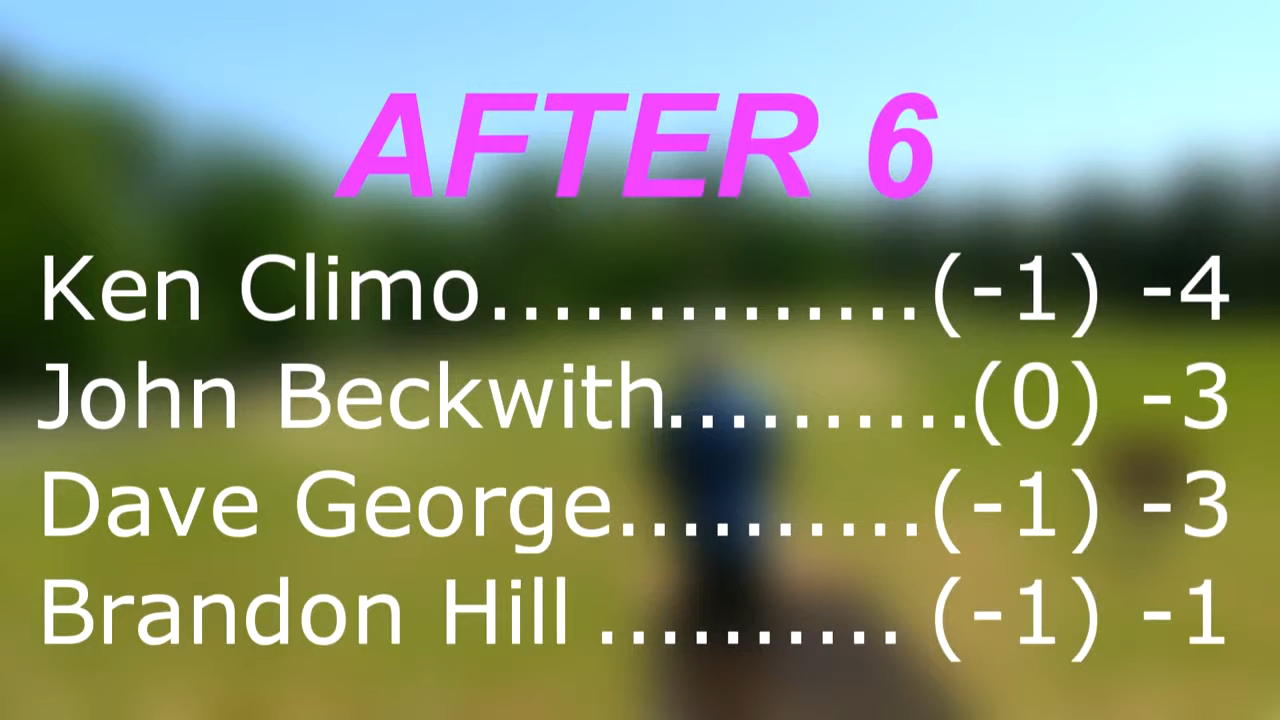 AFTER 6
Ken Climo..............(-1) -4
John Beckwith..........(0) -3
Dave George..........(-1) -3
Brandon Hill .......... (-1) -1